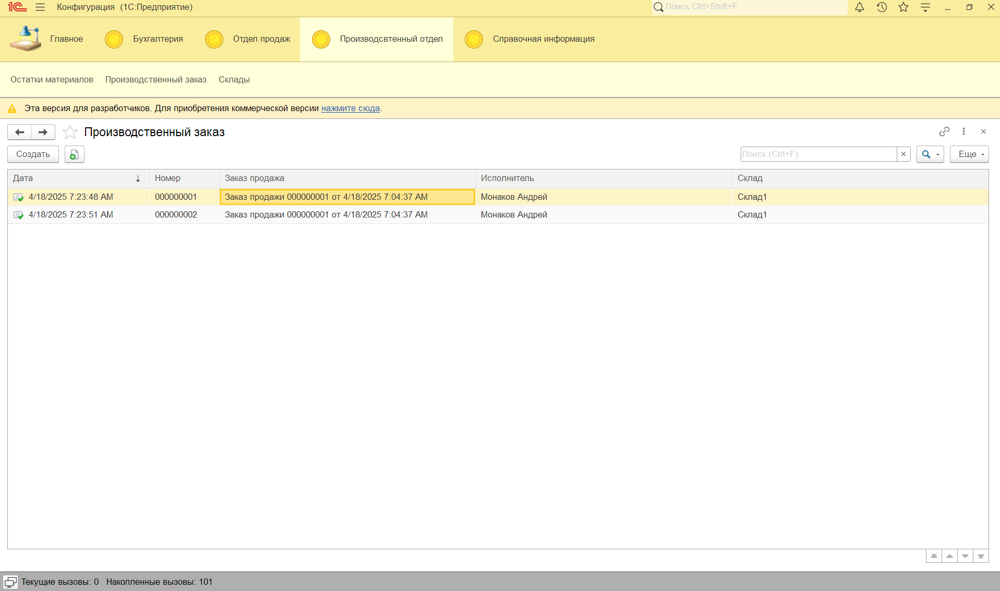 1С Конфигурация (1С:Предприятие) Поиск Ctrl+Shift+F
Главное Бухгалтерия Отдел продаж Производсвтенный отдел Справочная информация
Остатки материалов Производственный заказ Склады
Эта версия для разработчиков. Для приобретения коммерческой версии нажмите сюда.
Производственный заказ
Создать Поиск (Ctrl+F) × Еще
Дата ↓ Номер Заказ продажа Исполнитель Склад
4/18/2025 7:23:48 AM 000000001 Заказ продажи 000000001 от 4/18/2025 7:04:37 AM Монаков Андрей Склад1
4/18/2025 7:23:51 AM 000000002 Заказ продажи 000000001 от 4/18/2025 7:04:37 AM Монаков Андрей Склад1
Текущие вызовы: 0 Накопленные вызовы: 101